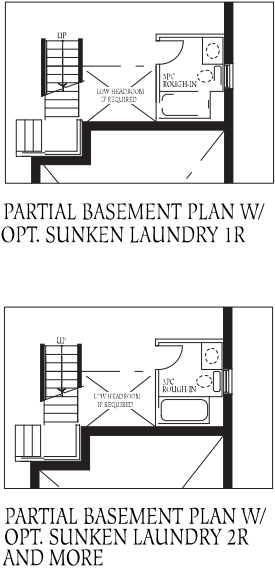 UP
LOW HEADROOM
IF REQUIRED
3PC
ROUGH-IN
PARTIAL BASEMENT PLAN W/
OPT. SUNKEN LAUNDRY 1R
UP
LOW HEADROOM
IF REQUIRED
3PC
ROUGH-IN
PARTIAL BASEMENT PLAN W/
OPT. SUNKEN LAUNDRY 2R
AND MORE